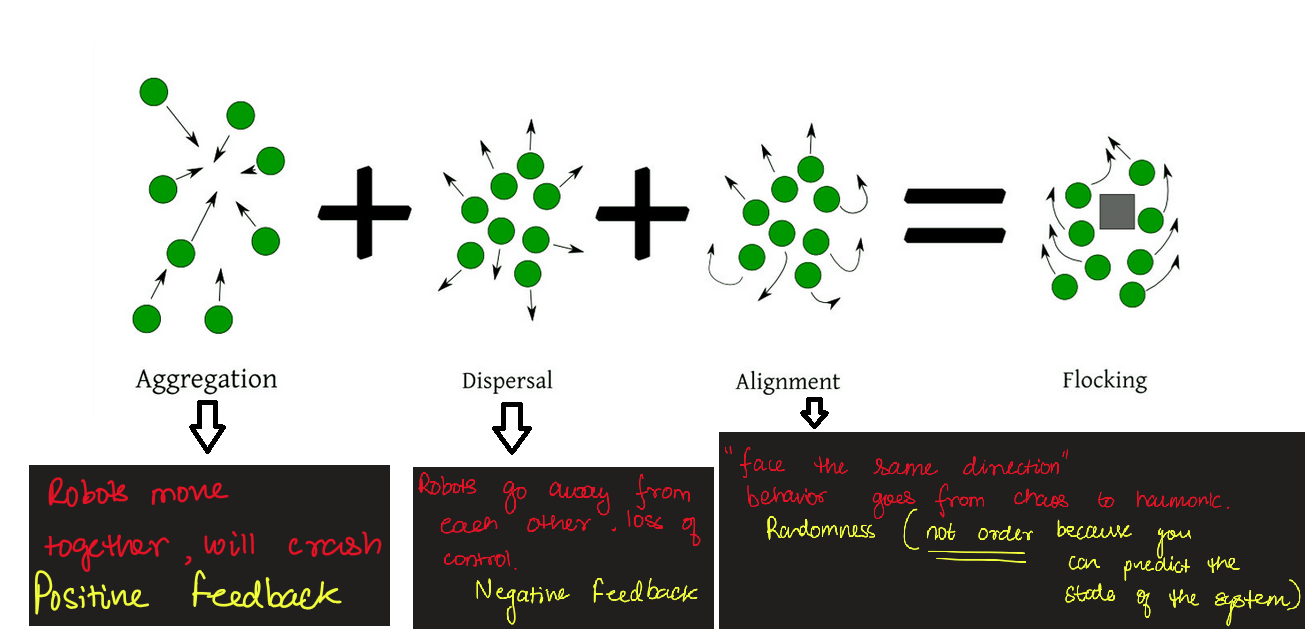 Aggregation
Dispersal
Alignment
Flocking
Robots move
together, will crash
Positive feedback
Robots go away from
each other. loss of
control.
Negative feedback
"face the same direction"
behavior goes from chaos to harmonic.
Randomness (not order because you
can predict the
state of the system)